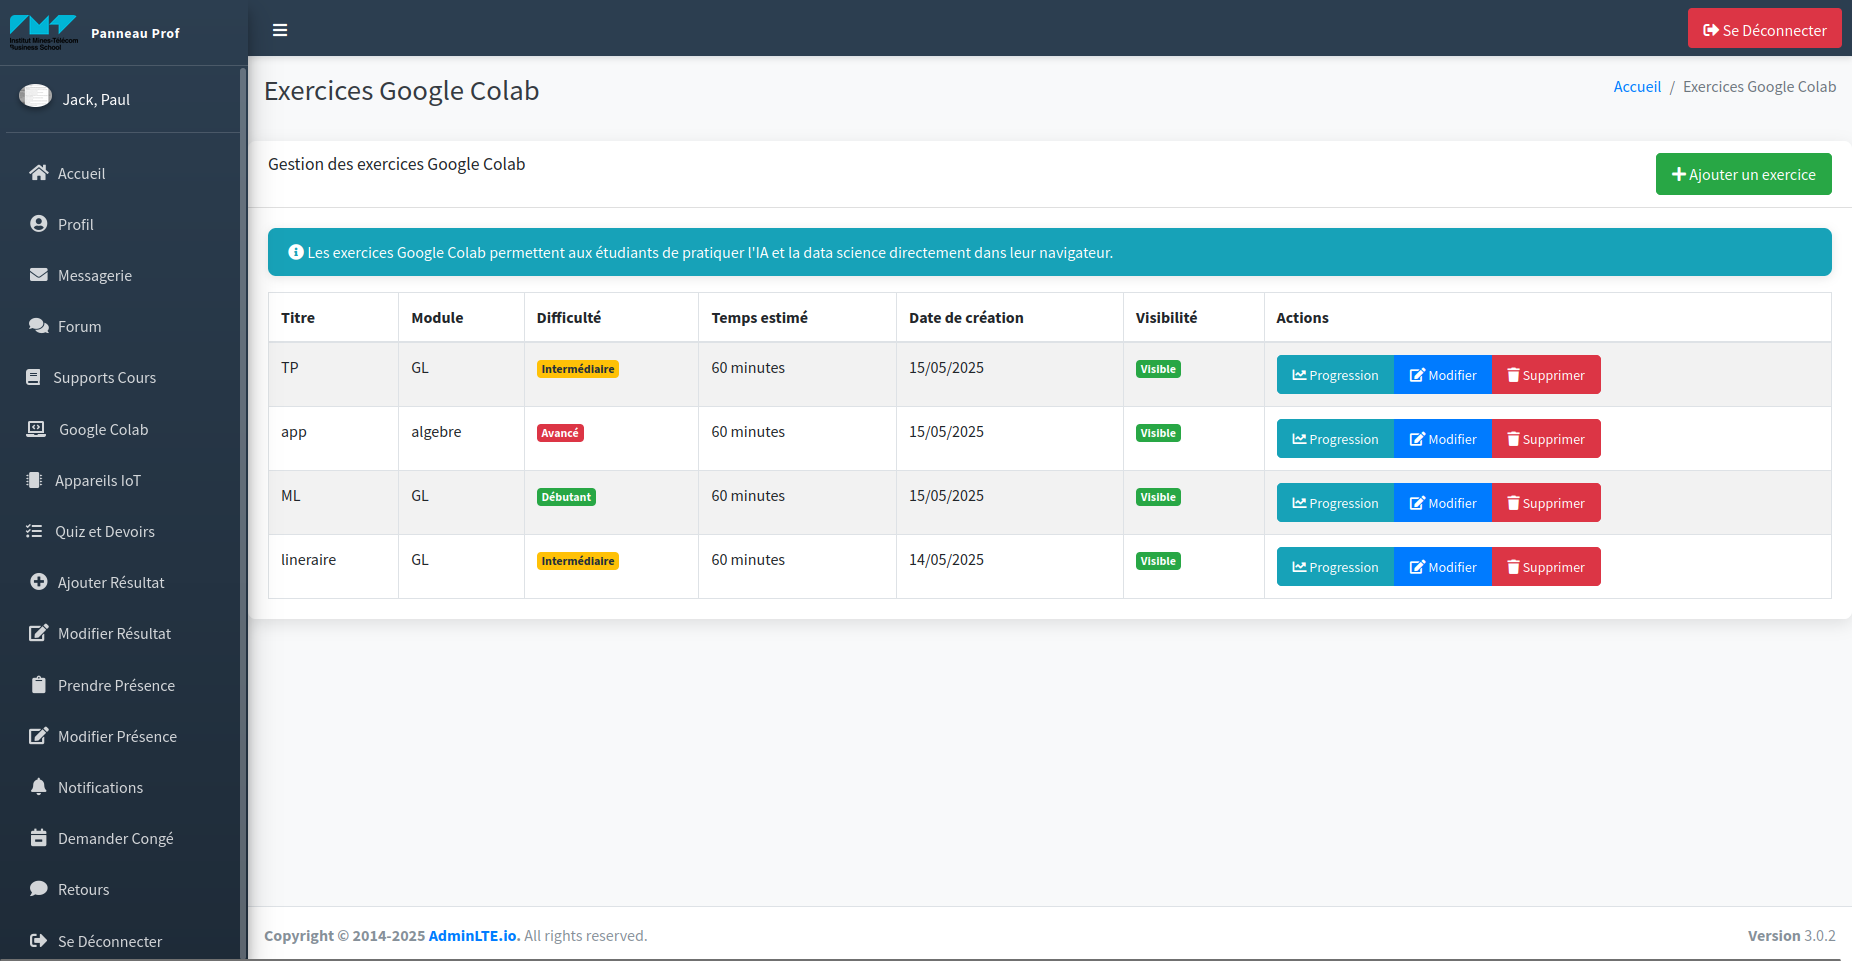 Institut Mines-Télécom
Business School
Panneau Prof
Se Déconnecter
Jack, Paul
Accueil
Profil
Messagerie
Forum
Supports Cours
Google Colab
Appareils IoT
Quiz et Devoirs
Ajouter Résultat
Modifier Résultat
Prendre Présence
Modifier Présence
Notifications
Demander Congé
Retours
Se Déconnecter
Exercices Google Colab
Accueil / Exercices Google Colab
Gestion des exercices Google Colab
Ajouter un exercice
Les exercices Google Colab permettent aux étudiants de pratiquer l'IA et la data science directement dans leur navigateur.
Titre Module Difficulté Temps estimé Date de création Visibilité Actions
TP GL Intermédiaire 60 minutes 15/05/2025 Visible Progression Modifier Supprimer
app algebre Avancé 60 minutes 15/05/2025 Visible Progression Modifier Supprimer
ML GL Débutant 60 minutes 15/05/2025 Visible Progression Modifier Supprimer
lineraire GL Intermédiaire 60 minutes 14/05/2025 Visible Progression Modifier Supprimer
Copyright © 2014-2025 AdminLTE.io. All rights reserved.
Version 3.0.2